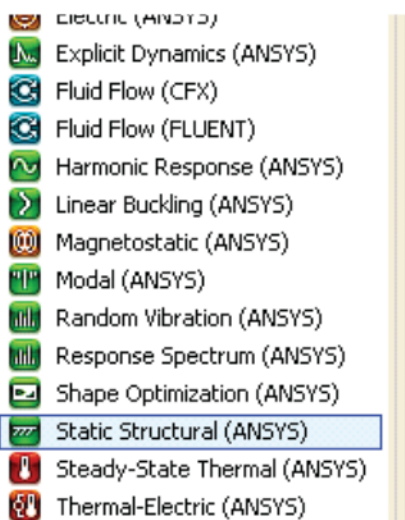 Electric (ANSYS)
Explicit Dynamics (ANSYS)
Fluid Flow (CFX)
Fluid Flow (FLUENT)
Harmonic Response (ANSYS)
Linear Buckling (ANSYS)
Magnetostatic (ANSYS)
Modal (ANSYS)
Random Vibration (ANSYS)
Response Spectrum (ANSYS)
Shape Optimization (ANSYS)
Static Structural (ANSYS)
Steady-State Thermal (ANSYS)
Thermal-Electric (ANSYS)